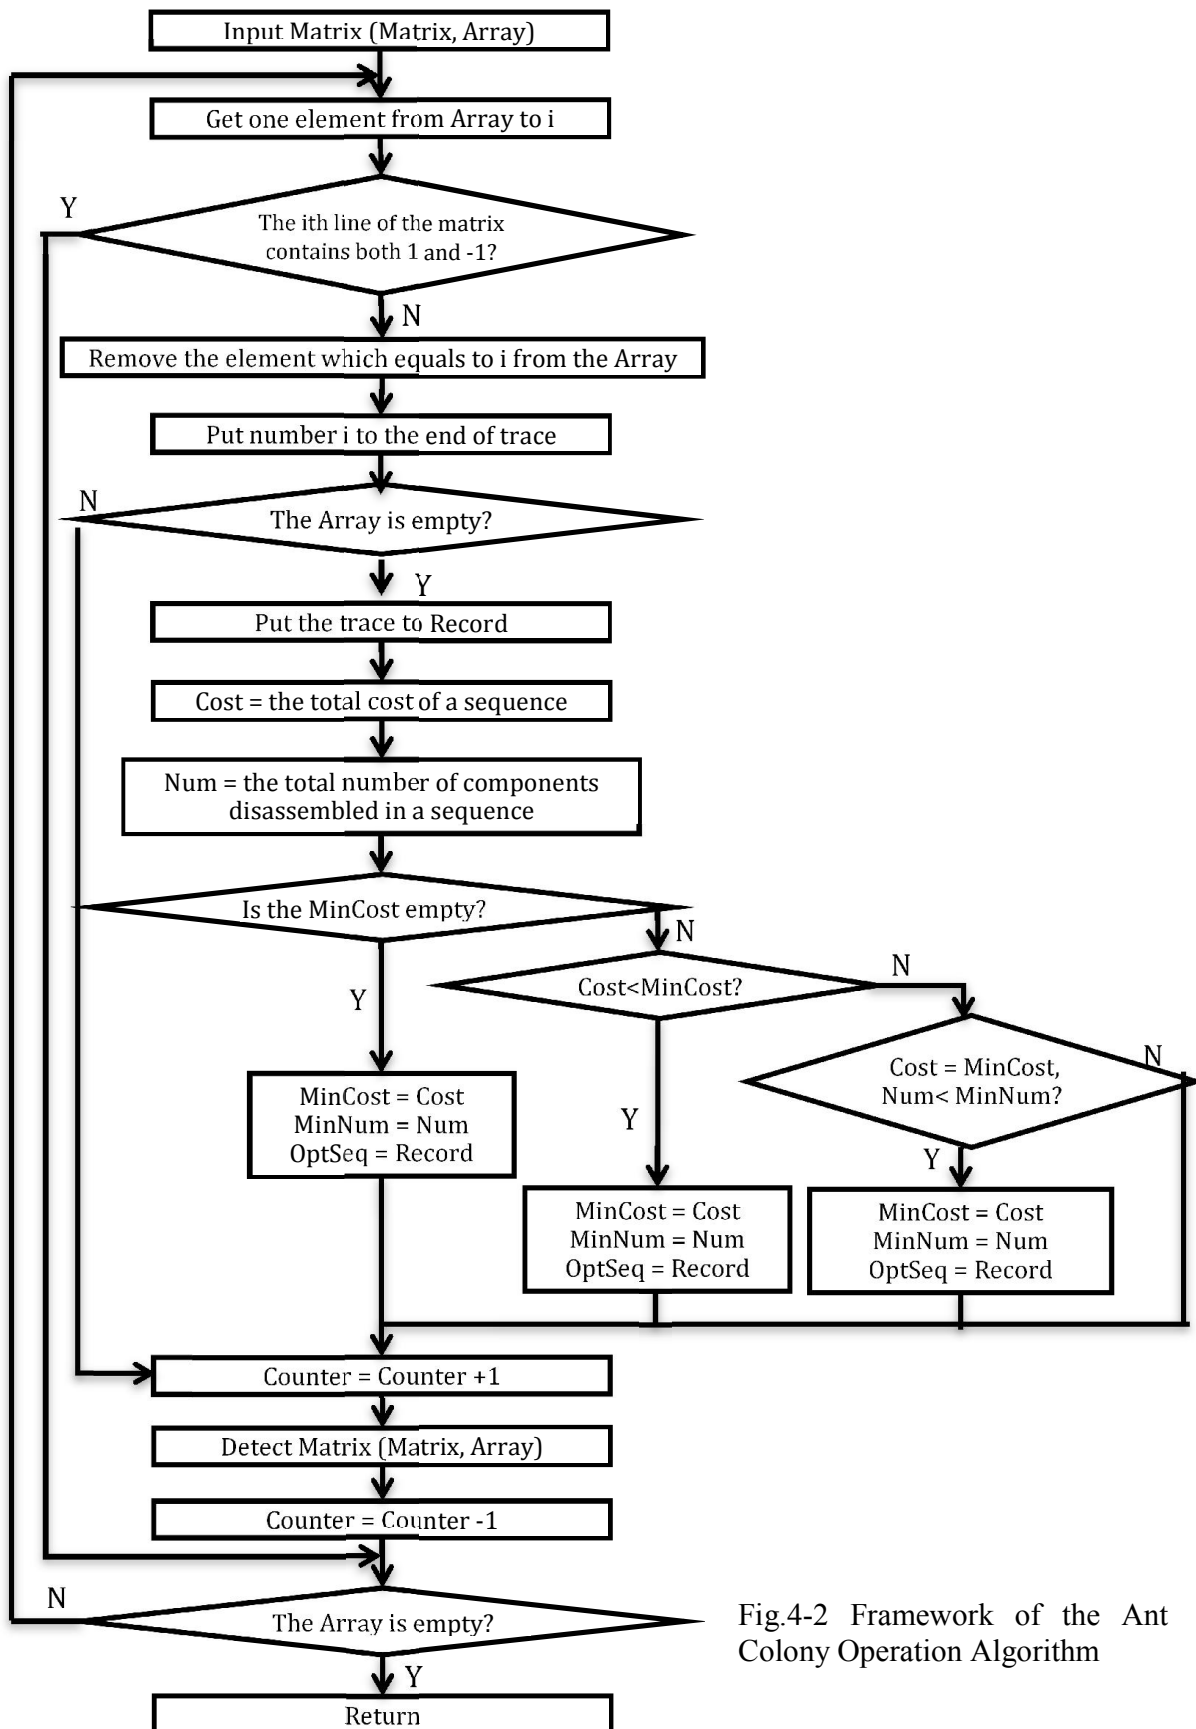 Input Matrix (Matrix, Array)
Get one element from Array to i
Y
The ith line of the matrix
contains both 1 and -1?
N
Remove the element which equals to i from the Array
Put number i to the end of trace
N
The Array is empty?
Y
Put the trace to Record
Cost = the total cost of a sequence
Num = the total number of components
disassembled in a sequence
Is the MinCost empty?
N
Y
Cost<MinCost?
N
Cost = MinCost,
Num< MinNum?
N
MinCost = Cost
MinNum = Num
OptSeq = Record
Y
Y
MinCost = Cost
MinNum = Num
OptSeq = Record
MinCost = Cost
MinNum = Num
OptSeq = Record
Counter = Counter +1
Detect Matrix (Matrix, Array)
Counter = Counter -1
N
The Array is empty?
Y
Return
Fig.4-2 Framework of the Ant
Colony Operation Algorithm